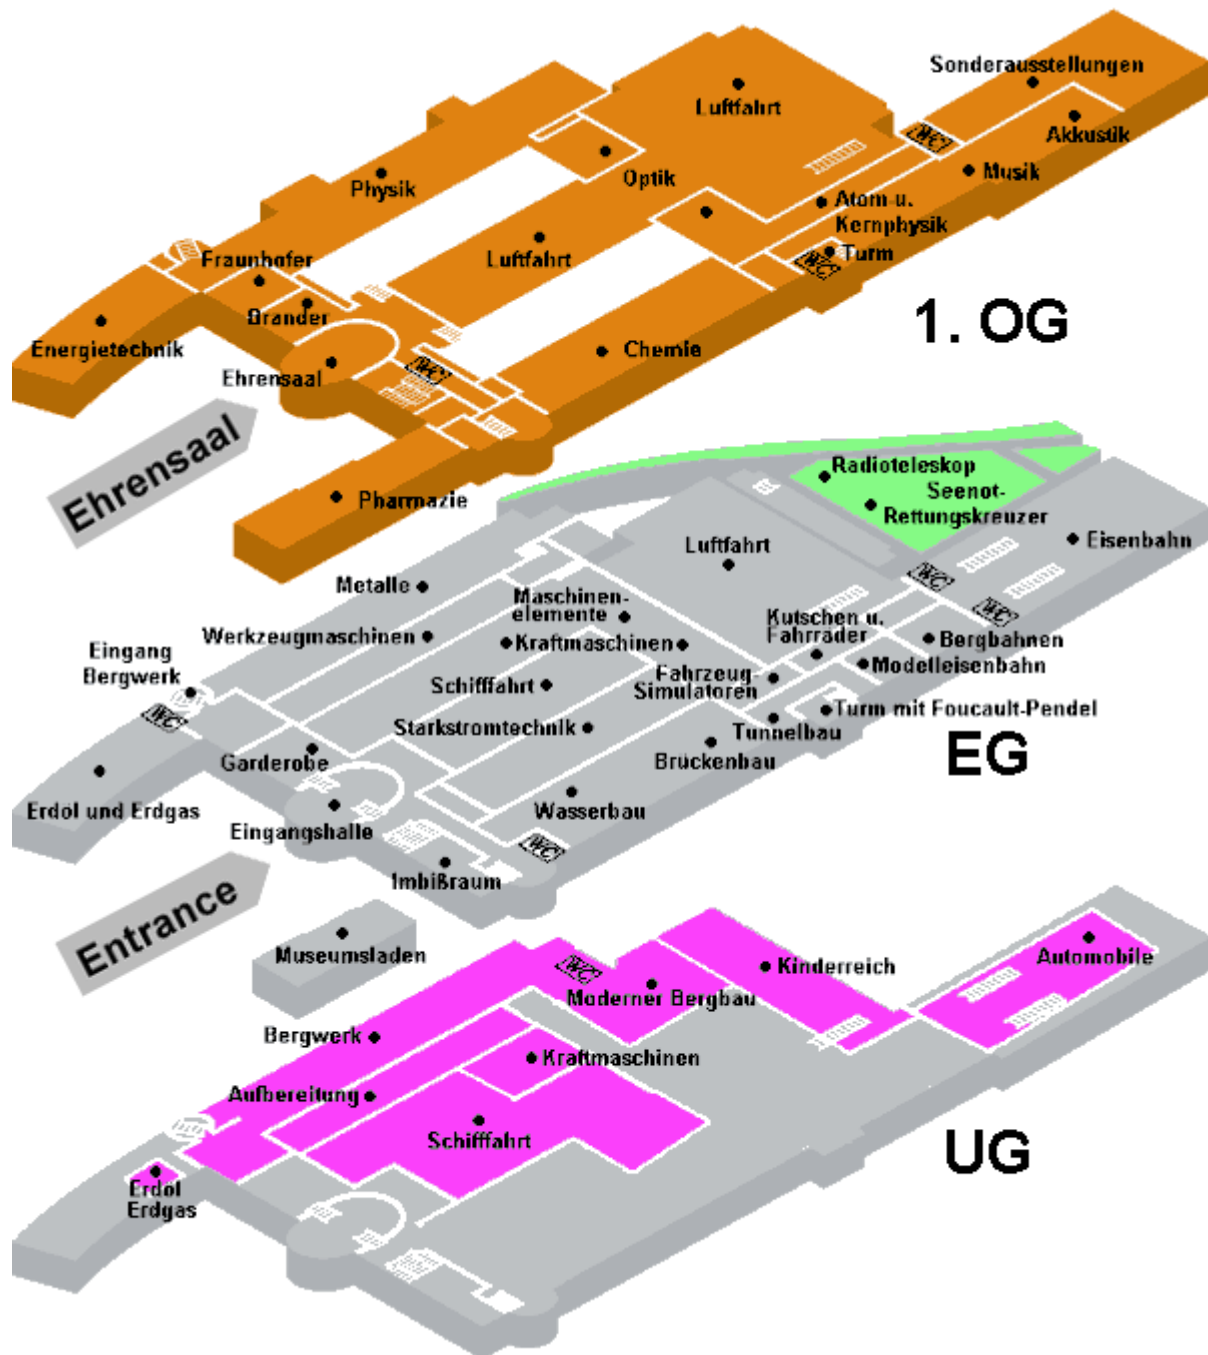 Sonderausstellungen
Luftfahrt
WC
Akkustik
Physik
Optik
Musik
Atom-u.
Kernphysik
Turm
WC
Fraunhofer
Luftfahrt
Brander
Energietechnik
Ehrensaal
WC
Chemie
1. OG
Ehrensaal
Pharmazie
Radioteleskop
Seenot-
Rettungskreuzer
Eisenbahn
Luftfahrt
Metalle
WC
WC
Maschinen-
elemente
Kutschen u.
Fahrräder
Werkzeugmaschinen
Kraftmaschinen
Bergbahnen
Eingang
Bergwerk
Modelleisenbahn
Schifffahrt
Fahrzeug-
Simulatoren
WC
Turm mit Foucault-Pendel
Starkstromtechnik
Tunnelbau
Garderobe
Brückenbau
EG
Erdöl und Erdgas
Wasserbau
Eingangshalle
WC
Imbißraum
Entrance
Museumsladen
Automobile
WC
Kinderreich
Moderner Bergbau
Bergwerk
Kraftmaschinen
Aufbereitung
Schifffahrt
UG
Erdöl
Erdgas